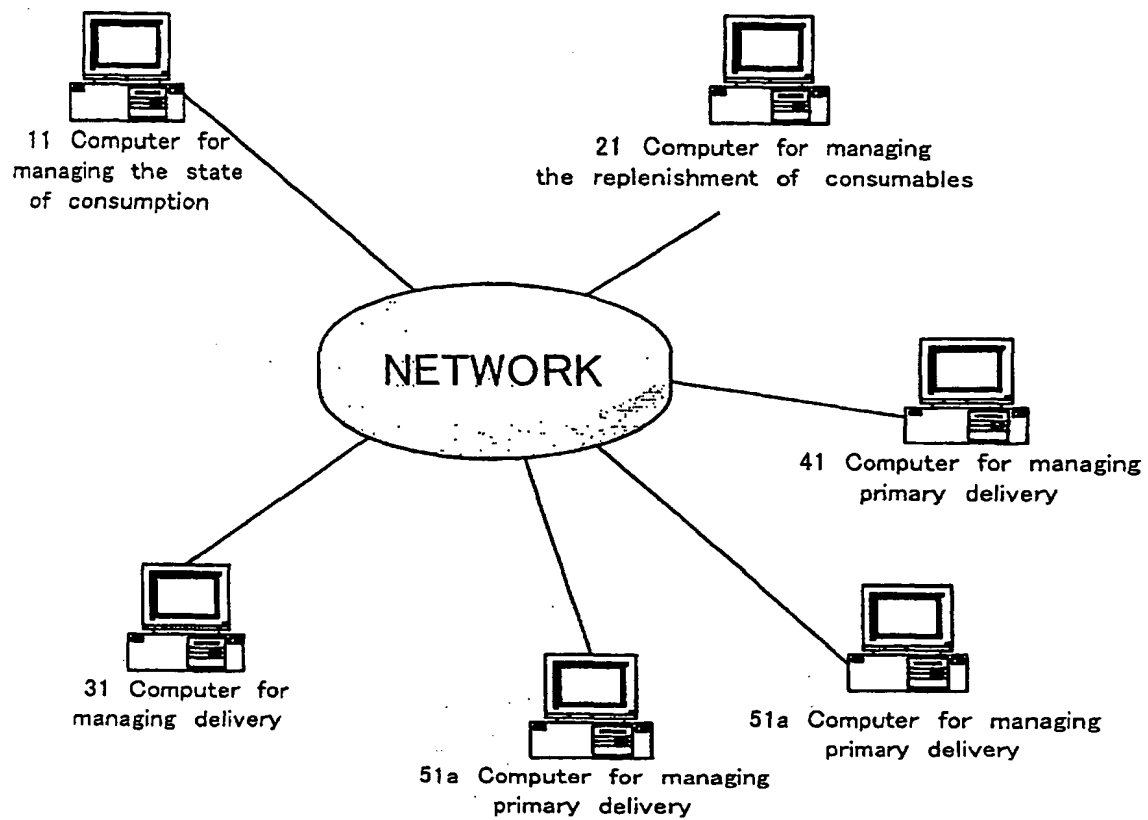 11 Computer for
managing the state
of consumption
21 Computer for managing
the replenishment of consumables
NETWORK
41 Computer for managing
primary delivery
31 Computer for
managing delivery
51a Computer for managing
primary delivery
51a Computer for managing
primary delivery